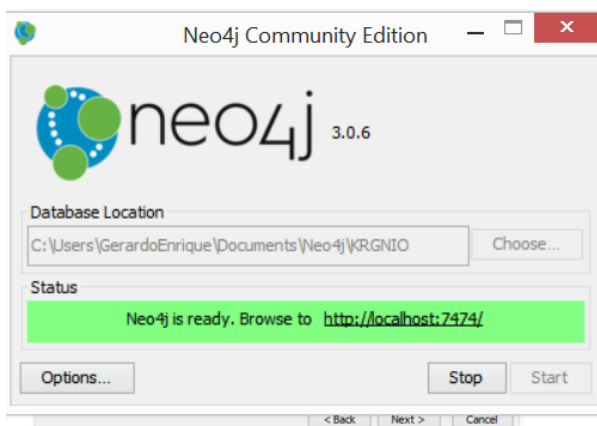 Neo4j Community Edition
neo4j 3.0.6
Database Location
C:\Users\GerardoEnrique\Documents\Neo4j\KRGNIO Choose...
Status
Neo4j is ready. Browse to http://localhost:7474/
Options... Stop Start
< Back Next > Cancel